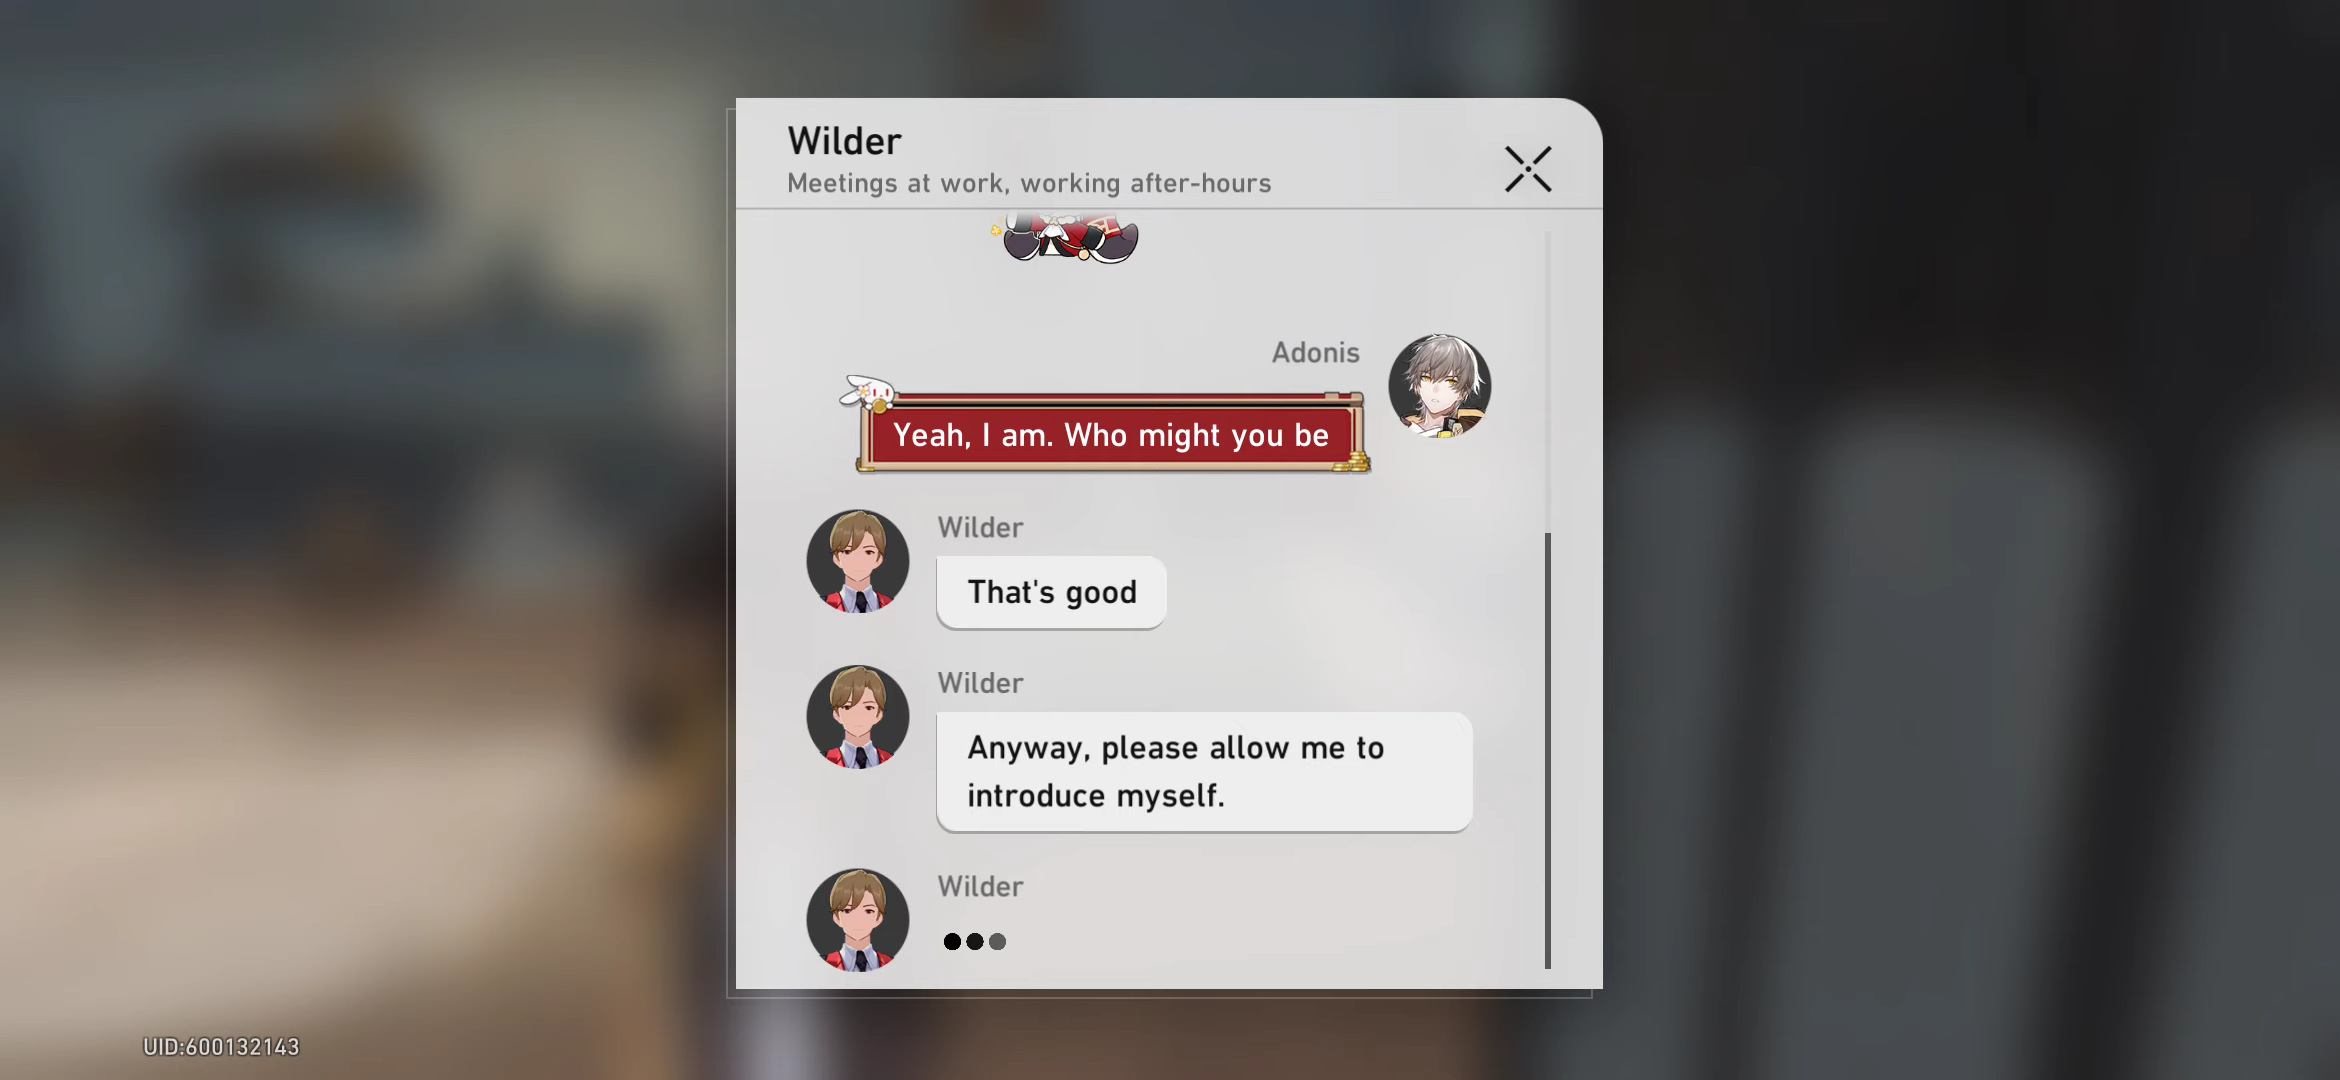 Wilder
Meetings at work, working after-hours
Adonis
Yeah, I am. Who might you be
Wilder
That's good
Wilder
Anyway, please allow me to
introduce myself.
Wilder
UID:600132143